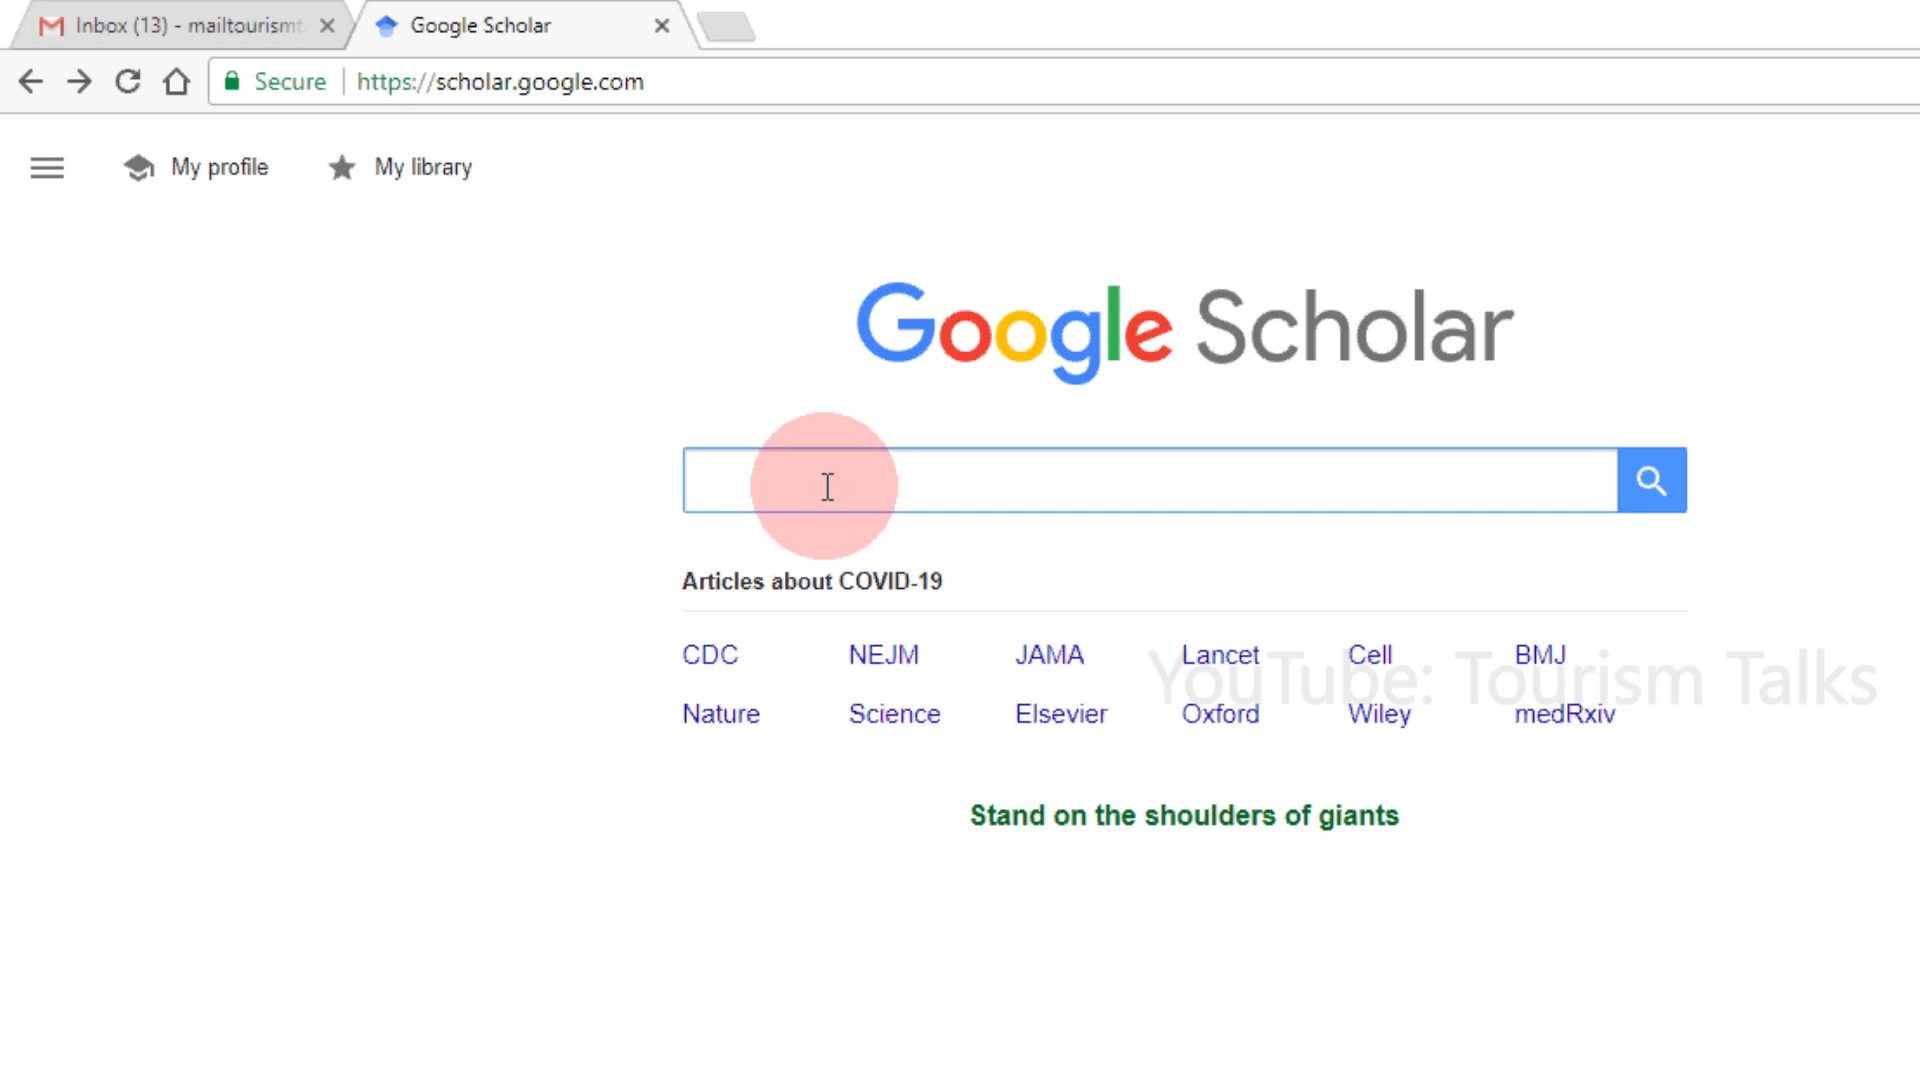 Inbox (13) - mailtourismt
Google Scholar
Secure
https://scholar.google.com
My profile
My library
Google Scholar
Articles about COVID-19
CDC NEJM JAMA Lancet Cell BMJ
YouTube: Tourism Talks
Nature Science Elsevier Oxford Wiley medRxiv
Stand on the shoulders of giants